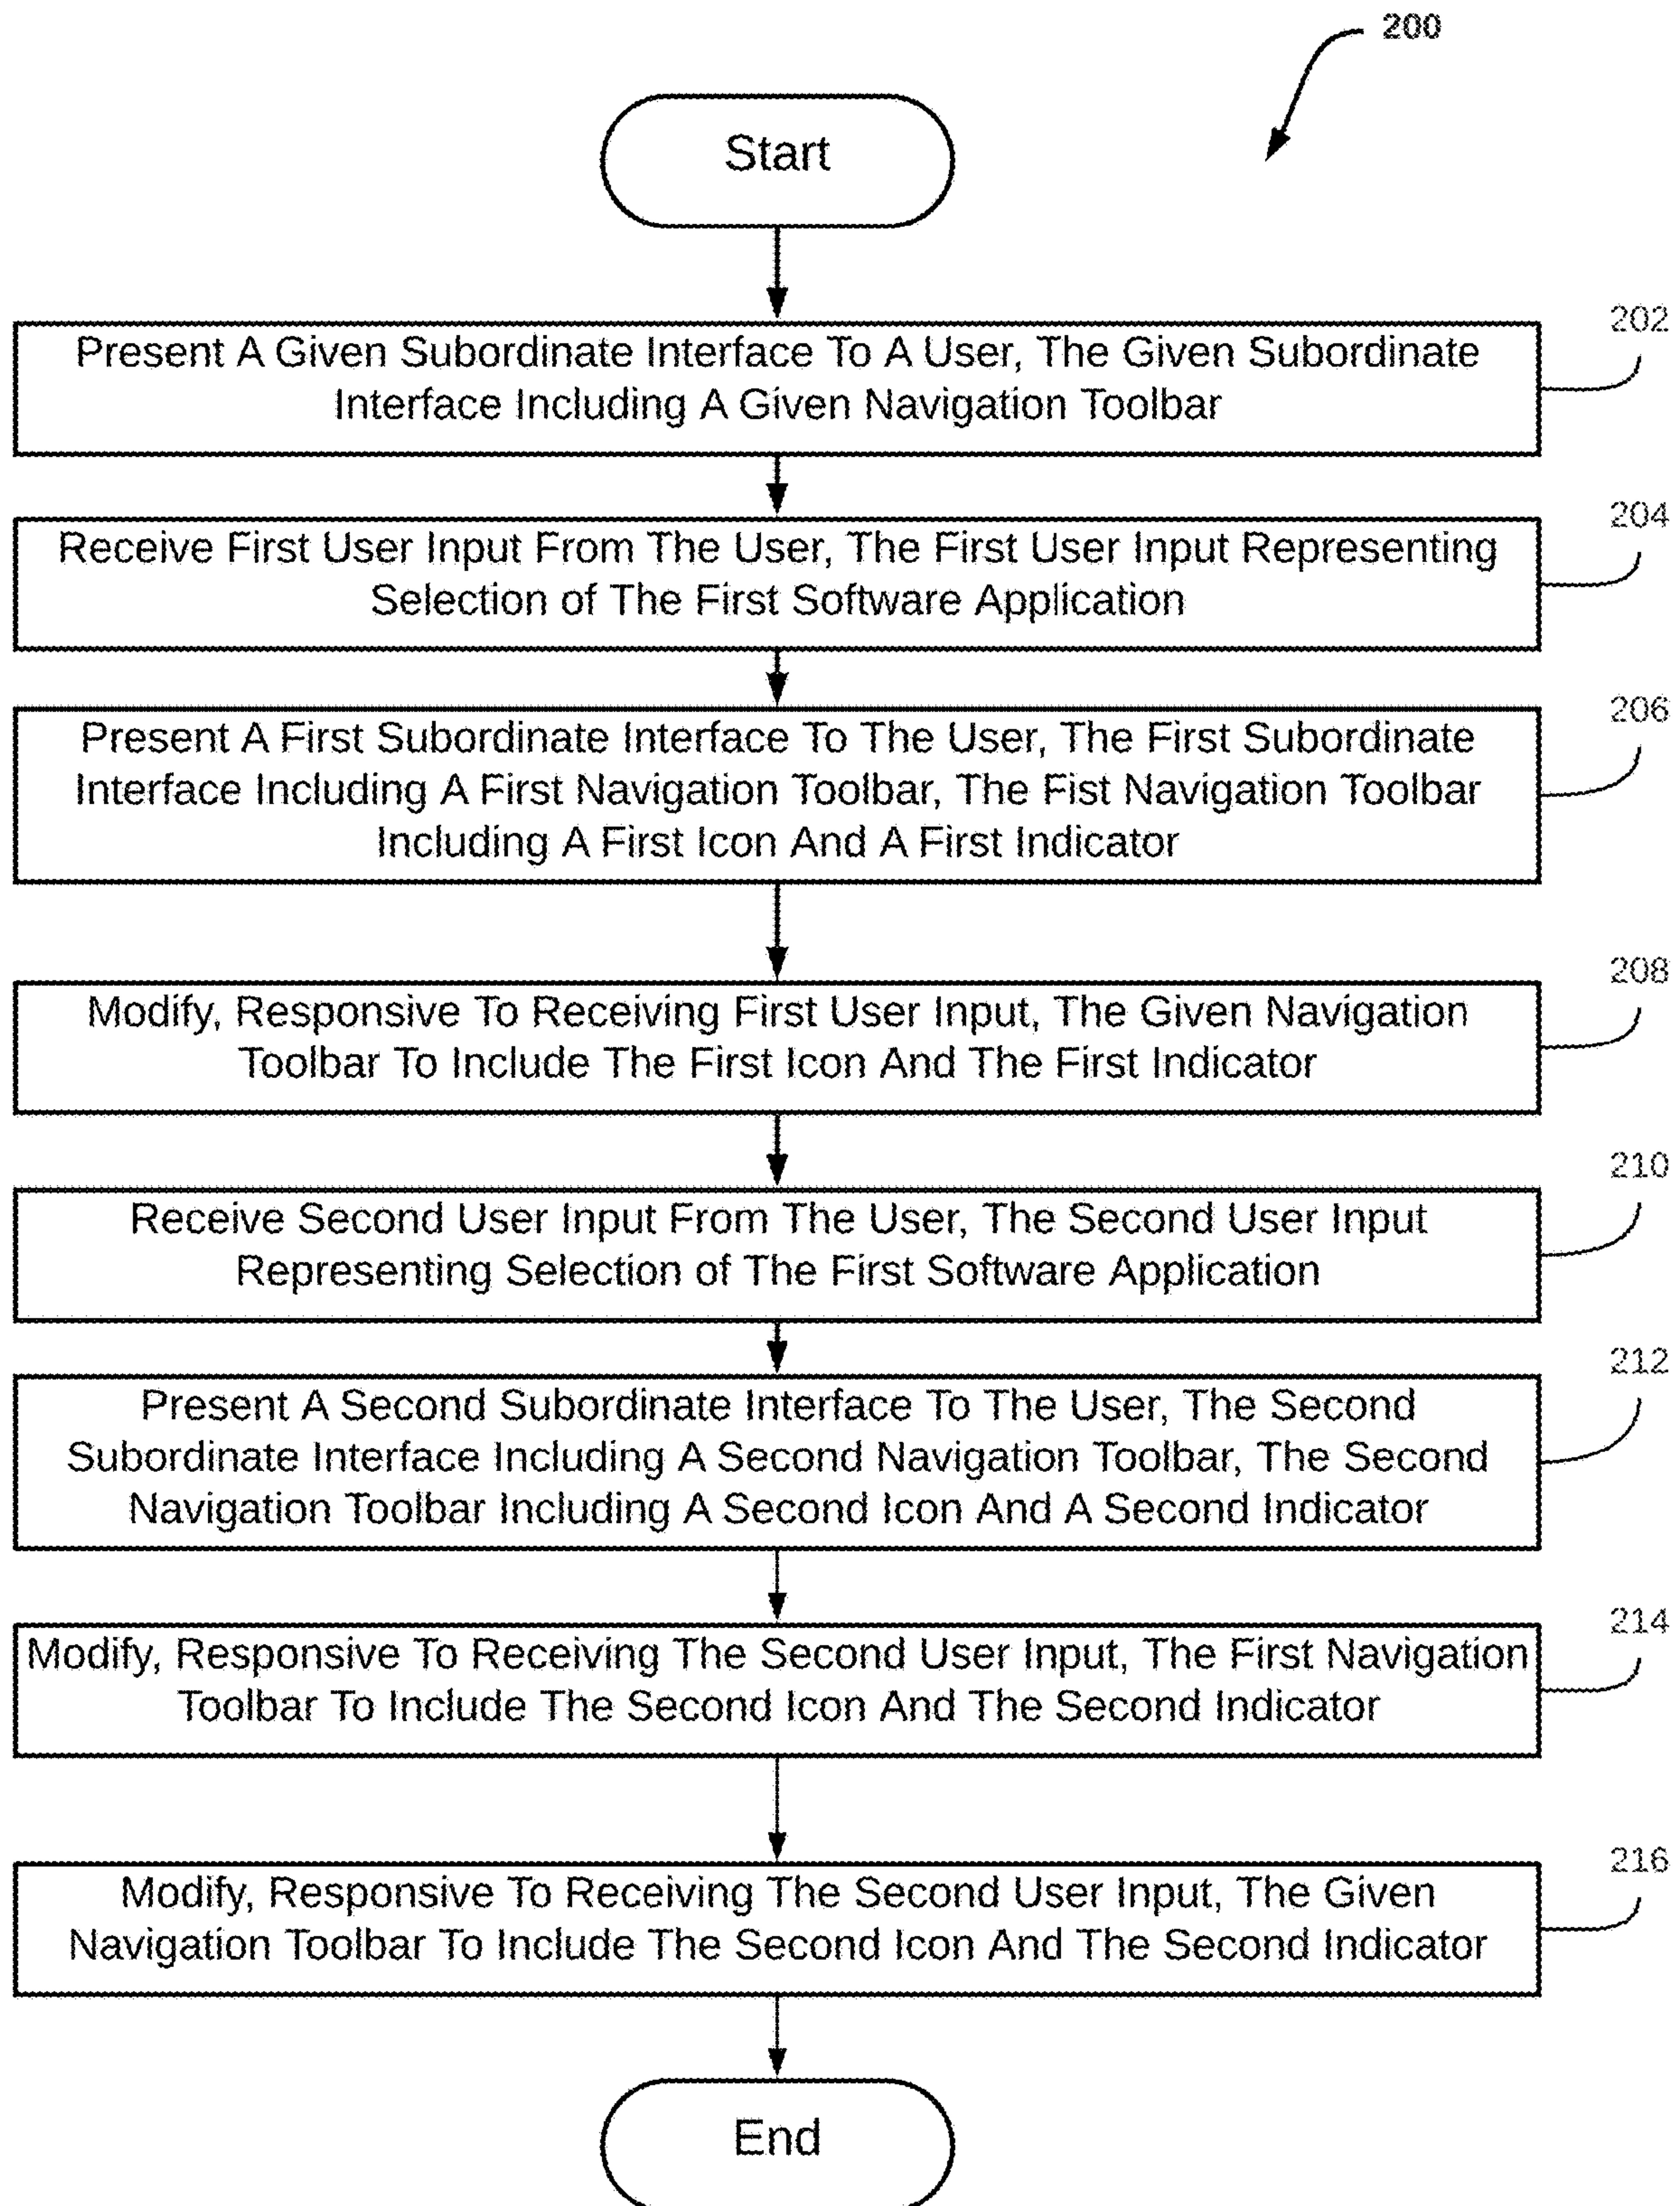 200
Start
202
Present A Given Subordinate Interface To A User, The Given Subordinate
Interface Including A Given Navigation Toolbar
204
Receive First User Input From The User, The First User Input Representing
Selection of The First Software Application
206
Present A First Subordinate Interface To The User, The First Subordinate
Interface Including A First Navigation Toolbar, The Fist Navigation Toolbar
Including A First Icon And A First Indicator
208
Modify, Responsive To Receiving First User Input, The Given Navigation
Toolbar To Include The First Icon And The First Indicator
210
Receive Second User Input From The User, The Second User Input
Representing Selection of The First Software Application
212
Present A Second Subordinate Interface To The User, The Second
Subordinate Interface Including A Second Navigation Toolbar, The Second
Navigation Toolbar Including A Second Icon And A Second Indicator
214
Modify, Responsive To Receiving The Second User Input, The First Navigation
Toolbar To Include The Second Icon And The Second Indicator
216
Modify, Responsive To Receiving The Second User Input, The Given
Navigation Toolbar To Include The Second Icon And The Second Indicator
End